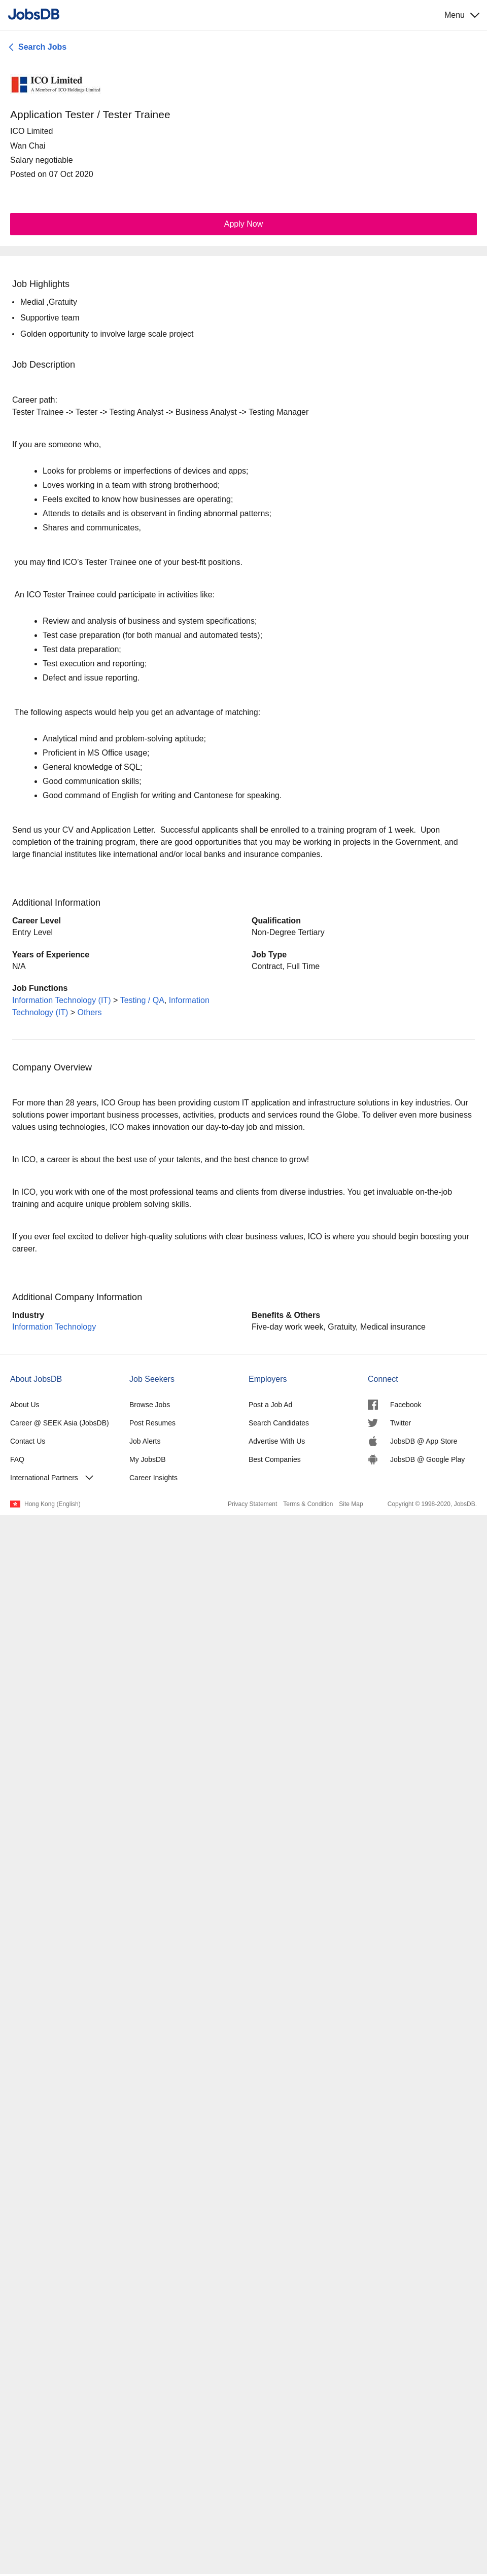 JobsDB
Menu
Search Jobs
ICO Limited
A Member of ICO Holdings Limited
Application Tester / Tester Trainee
ICO Limited
Wan Chai
Salary negotiable
Posted on 07 Oct 2020
Apply Now
Job Highlights
• Medial ,Gratuity
• Supportive team
• Golden opportunity to involve large scale project
Job Description
Career path:
Tester Trainee -> Tester -> Testing Analyst -> Business Analyst -> Testing Manager
If you are someone who,
• Looks for problems or imperfections of devices and apps;
• Loves working in a team with strong brotherhood;
• Feels excited to know how businesses are operating;
• Attends to details and is observant in finding abnormal patterns;
• Shares and communicates,
you may find ICO's Tester Trainee one of your best-fit positions.
An ICO Tester Trainee could participate in activities like:
• Review and analysis of business and system specifications;
• Test case preparation (for both manual and automated tests);
• Test data preparation;
• Test execution and reporting;
• Defect and issue reporting.
The following aspects would help you get an advantage of matching:
• Analytical mind and problem-solving aptitude;
• Proficient in MS Office usage;
• General knowledge of SQL;
• Good communication skills;
• Good command of English for writing and Cantonese for speaking.
Send us your CV and Application Letter.  Successful applicants shall be enrolled to a training program of 1 week.  Upon
completion of the training program, there are good opportunities that you may be working in projects in the Government, and
large financial institutes like international and/or local banks and insurance companies.
Additional Information
Career Level
Entry Level
Qualification
Non-Degree Tertiary
Years of Experience
N/A
Job Type
Contract, Full Time
Job Functions
Information Technology (IT) > Testing / QA, Information
Technology (IT) > Others
Company Overview
For more than 28 years, ICO Group has been providing custom IT application and infrastructure solutions in key industries. Our
solutions power important business processes, activities, products and services round the Globe. To deliver even more business
values using technologies, ICO makes innovation our day-to-day job and mission.
In ICO, a career is about the best use of your talents, and the best chance to grow!
In ICO, you work with one of the most professional teams and clients from diverse industries. You get invaluable on-the-job
training and acquire unique problem solving skills.
If you ever feel excited to deliver high-quality solutions with clear business values, ICO is where you should begin boosting your
career.
Additional Company Information
Industry
Information Technology
Benefits & Others
Five-day work week, Gratuity, Medical insurance
About JobsDB
About Us
Career @ SEEK Asia (JobsDB)
Contact Us
FAQ
International Partners
Job Seekers
Browse Jobs
Post Resumes
Job Alerts
My JobsDB
Career Insights
Employers
Post a Job Ad
Search Candidates
Advertise With Us
Best Companies
Connect
Facebook
Twitter
JobsDB @ App Store
JobsDB @ Google Play
Hong Kong (English)
Privacy Statement Terms & Condition Site Map
Copyright © 1998-2020, JobsDB.